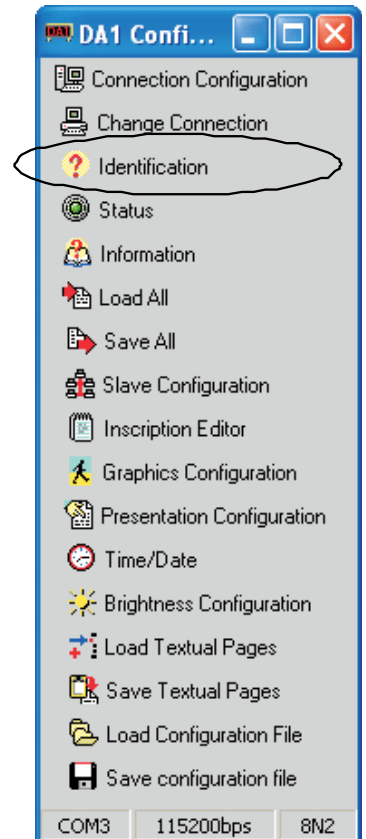 DA1 Confi...
Connection Configuration
Change Connection
Identification
Status
Information
Load All
Save All
Slave Configuration
Inscription Editor
Graphics Configuration
Presentation Configuration
Time/Date
Brightness Configuration
Load Textual Pages
Save Textual Pages
Load Configuration File
Save configuration file
COM3 115200bps 8N2